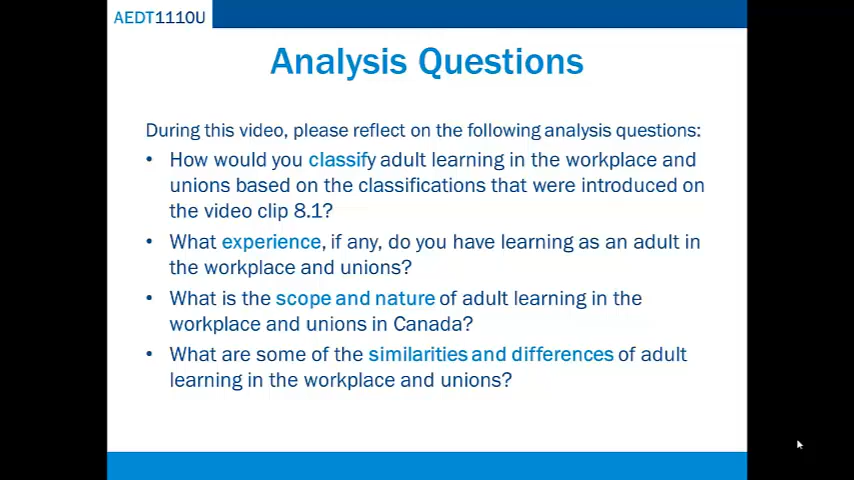 AEDT1110U
Analysis Questions
During this video, please reflect on the following analysis questions:
• How would you classify adult learning in the workplace and
unions based on the classifications that were introduced on
the video clip 8.1?
• What experience, if any, do you have learning as an adult in
the workplace and unions?
• What is the scope and nature of adult learning in the
workplace and unions in Canada?
• What are some of the similarities and differences of adult
learning in the workplace and unions?